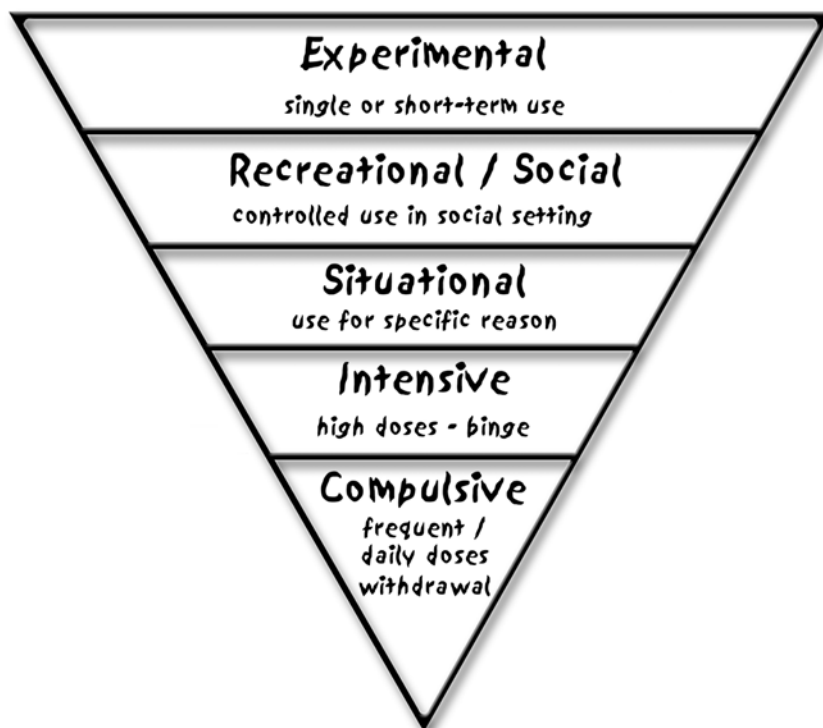 Experimental
single or short-term use
Recreational / Social
controlled use in social setting
Situational
use for specific reason
Intensive
high doses - binge
Compulsive
frequent /
daily doses
withdrawal